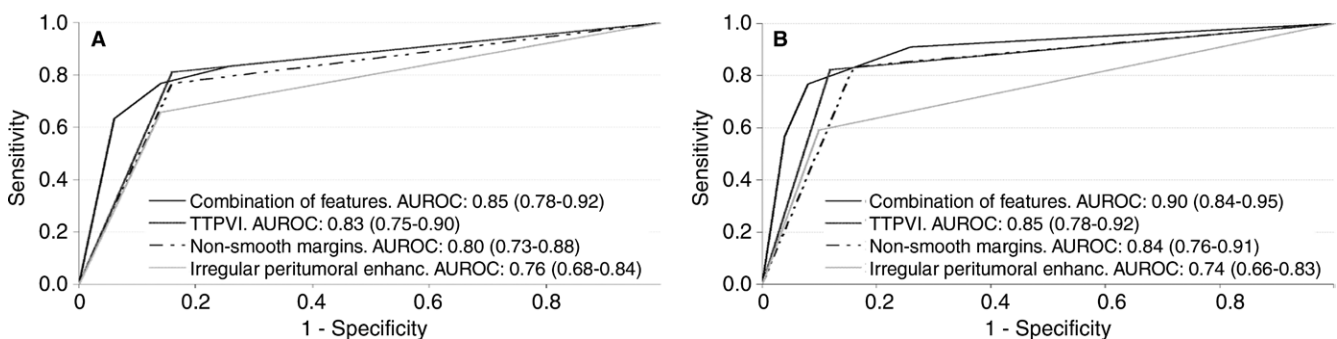 A
Sensitivity
1.0
0.8
0.6
0.4
0.2
0.0
Combination of features. AUROC: 0.85 (0.78-0.92)
TTPVI. AUROC: 0.83 (0.75-0.90)
Non-smooth margins. AUROC: 0.80 (0.73-0.88)
Irregular peritumoral enhanc. AUROC: 0.76 (0.68-0.84)
0 0.2 0.4 0.6 0.8
1 - Specificity
B
Sensitivity
1.0
0.8
0.6
0.4
0.2
0.0
Combination of features. AUROC: 0.90 (0.84-0.95)
TTPVI. AUROC: 0.85 (0.78-0.92)
Non-smooth margins. AUROC: 0.84 (0.76-0.91)
Irregular peritumoral enhanc. AUROC: 0.74 (0.66-0.83)
0 0.2 0.4 0.6 0.8
1 - Specificity